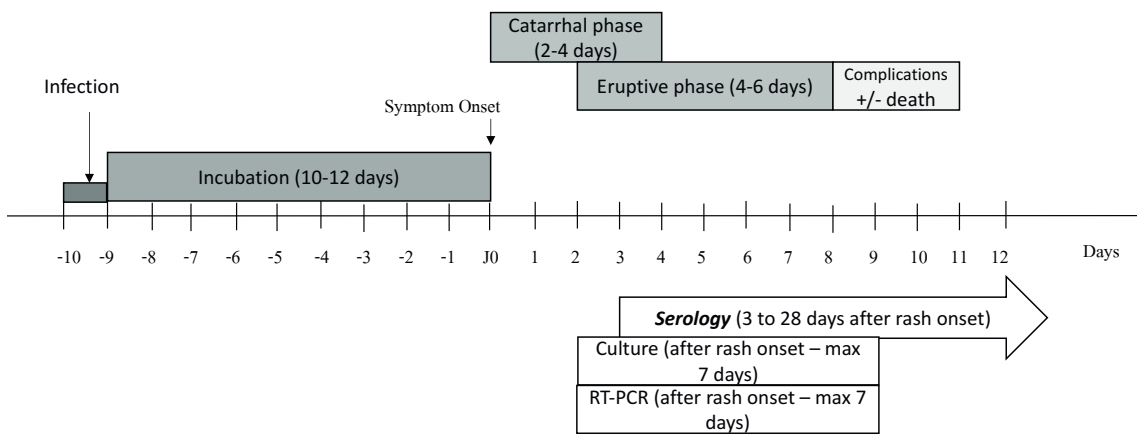 Catarrhal phase
(2-4 days)
Infection
Eruptive phase (4-6 days)
Complications
+/- death
Symptom Onset
Incubation (10-12 days)
-10 -9 -8 -7 -6 -5 -4 -3 -2 -1 J0 1 2 3 4 5 6 7 8 9 10 11 12 Days
Serology (3 to 28 days after rash onset)
Culture (after rash onset – max
7 days)
RT-PCR (after rash onset – max 7
days)